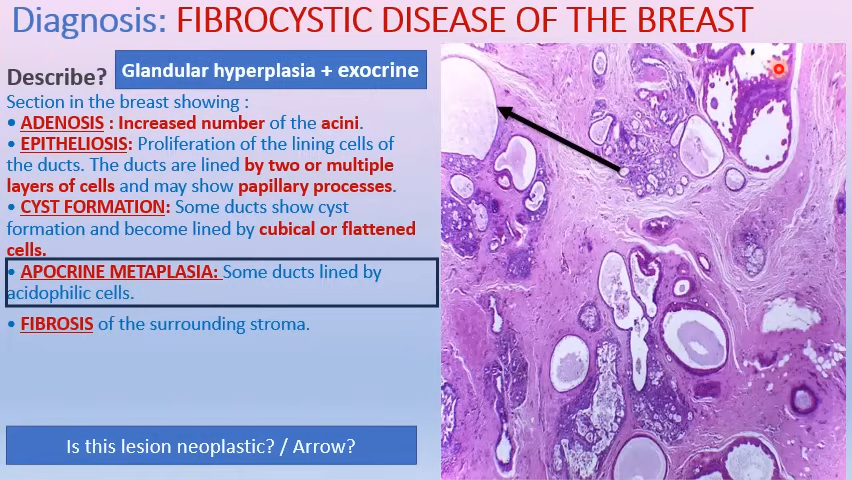 Diagnosis: FIBROCYSTIC DISEASE OF THE BREAST
Describe?
Glandular hyperplasia + exocrine
Section in the breast showing :
• ADENOSIS : Increased number of the acini.
• EPITHELIOSIS: Proliferation of the lining cells of
the ducts. The ducts are lined by two or multiple
layers of cells and may show papillary processes.
• CYST FORMATION: Some ducts show cyst
formation and become lined by cubical or flattened
cells.
• APOCRINE METAPLASIA: Some ducts lined by
acidophilic cells.
• FIBROSIS of the surrounding stroma.
Is this lesion neoplastic? / Arrow?